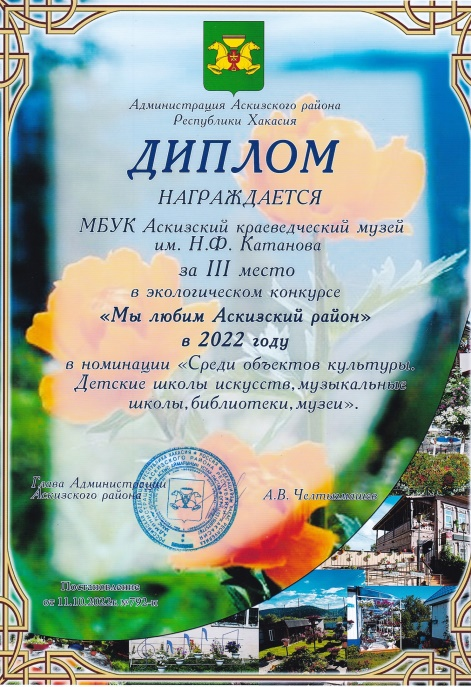 Администрация Аскизского района
Республики Хакасия
ДИПЛОМ
НАГРАЖДАЕТСЯ
МБУК Аскизский краеведческий музей
им. Н.Ф. Катанова
за III место
в экологическом конкурсе
«Мы любим Аскизский район»
в 2022 году
в номинации «Среди объектов культуры.
Детские школы искусств, музыкальные
школы, библиотеки, музеи».
Глава Администрации
Аскизского района
А.В. Челтыгмашев
Постановление
от 11.10.2022г. №792-п